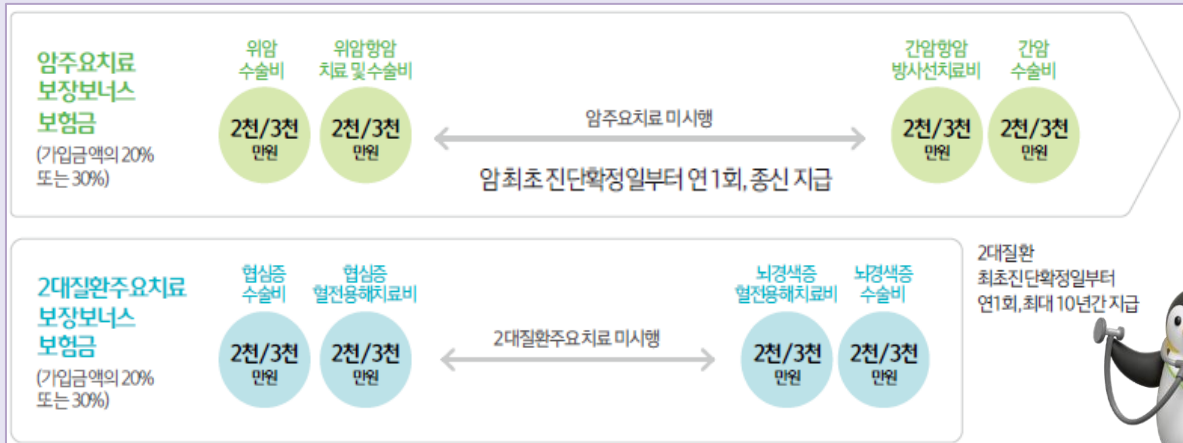 암주요치료
보장보너스
보험금
(가입금액의 20%
또는 30%)
위암
수술비
2천/3천
만원
위암항암
치료 및 수술비
2천/3천
만원
암주요치료 미시행
암 최초 진단확정일부터 연 1회, 종신 지급
간암항암
방사선치료비
2천/3천
만원
간암
수술비
2천/3천
만원
2대질환주요치료
보장보너스
보험금
(가입금액의 20%
또는 30%)
협심증
수술비
2천/3천
만원
협심증
혈전용해치료비
2천/3천
만원
2대질환주요치료 미시행
뇌경색증
혈전용해치료비
2천/3천
만원
뇌경색증
수술비
2천/3천
만원
2대질환
최초진단확정일부터
연1회, 최대 10년간 지급